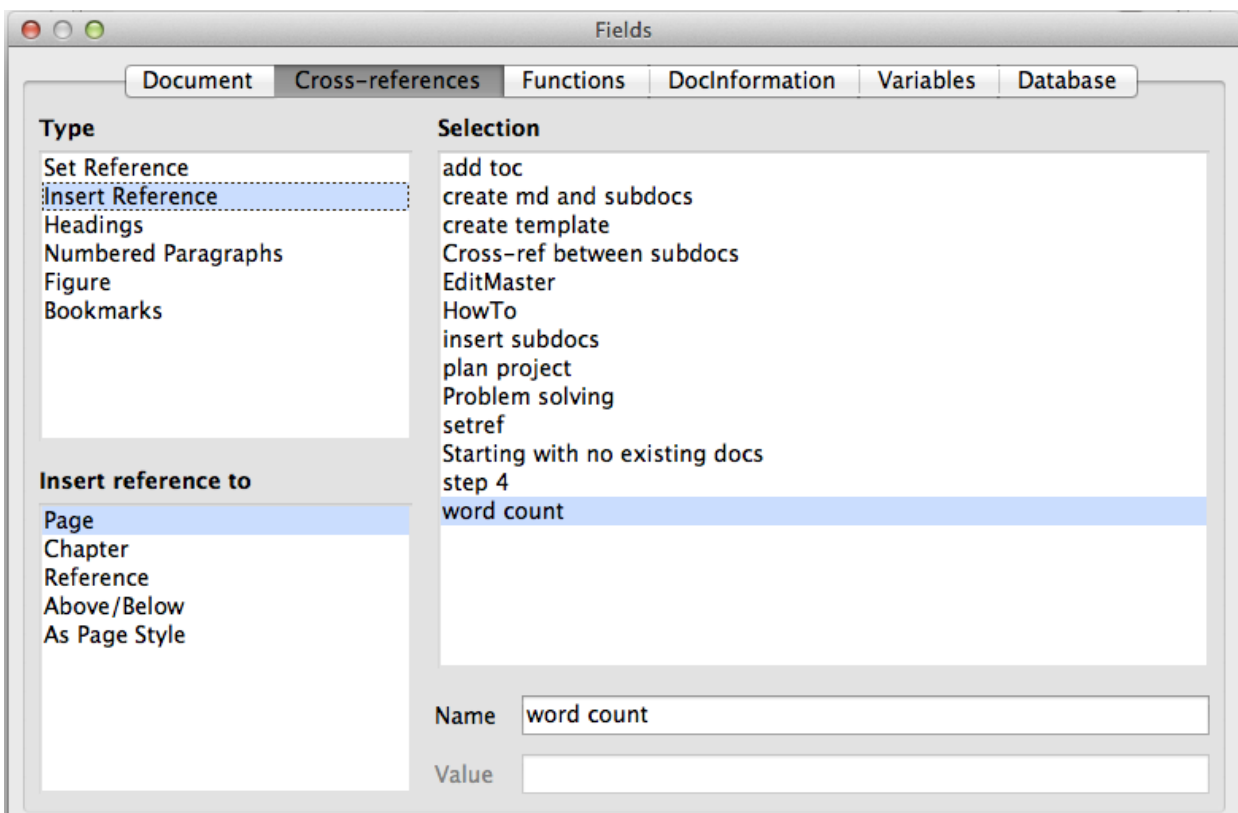 Fields
Document Cross-references Functions DocInformation Variables Database
Type
Set Reference
Insert Reference
Headings
Numbered Paragraphs
Figure
Bookmarks
Insert reference to
Page
Chapter
Reference
Above/Below
As Page Style
Selection
add toc
create md and subdocs
create template
Cross-ref between subdocs
EditMaster
HowTo
insert subdocs
plan project
Problem solving
setref
Starting with no existing docs
step 4
word count
Name word count
Value